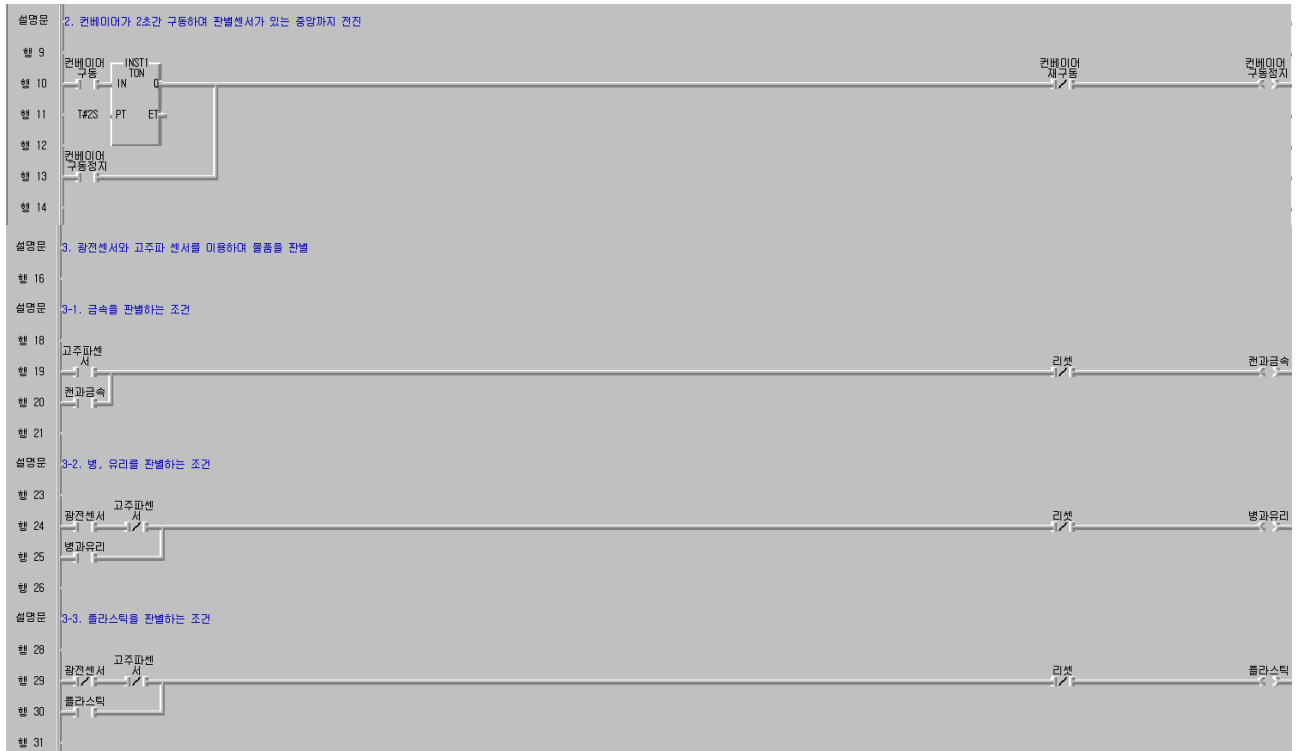 설명문 2. 컨베이어가 2초간 구동하며 판별센서가 있는 중앙까지 전진
행 9
컨베이어 구동 INST1 TON 컨베이어 재구동 컨베이어 구동정지
행 10 IN Q
행 11 T#2S PT ET
행 12
컨베이어 구동정지
행 13
행 14
설명문 3. 광전센서와 고주파 센서를 이용하여 물품을 판별
행 16
설명문 3-1. 금속을 판별하는 조건
행 18
고주파센서 리셋 캔과금속
행 19
캔과금속
행 20
행 21
설명문 3-2. 병, 유리를 판별하는 조건
행 23
광전센서 고주파센서 리셋 병과유리
행 24
병과유리
행 25
행 26
설명문 3-3. 플라스틱을 판별하는 조건
행 28
광전센서 고주파센서 리셋 플라스틱
행 29
플라스틱
행 30
행 31